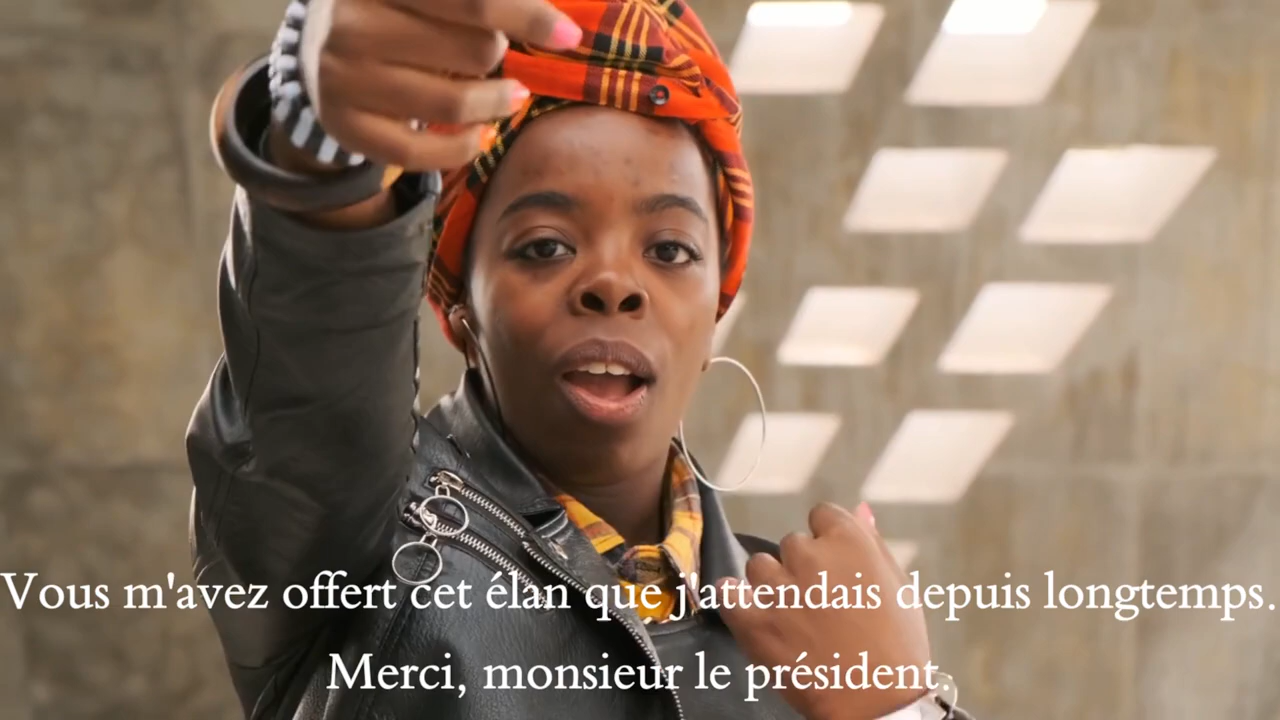 Vous m'avez offert cet élan que j'attendais depuis longtemps.
Merci, monsieur le président.